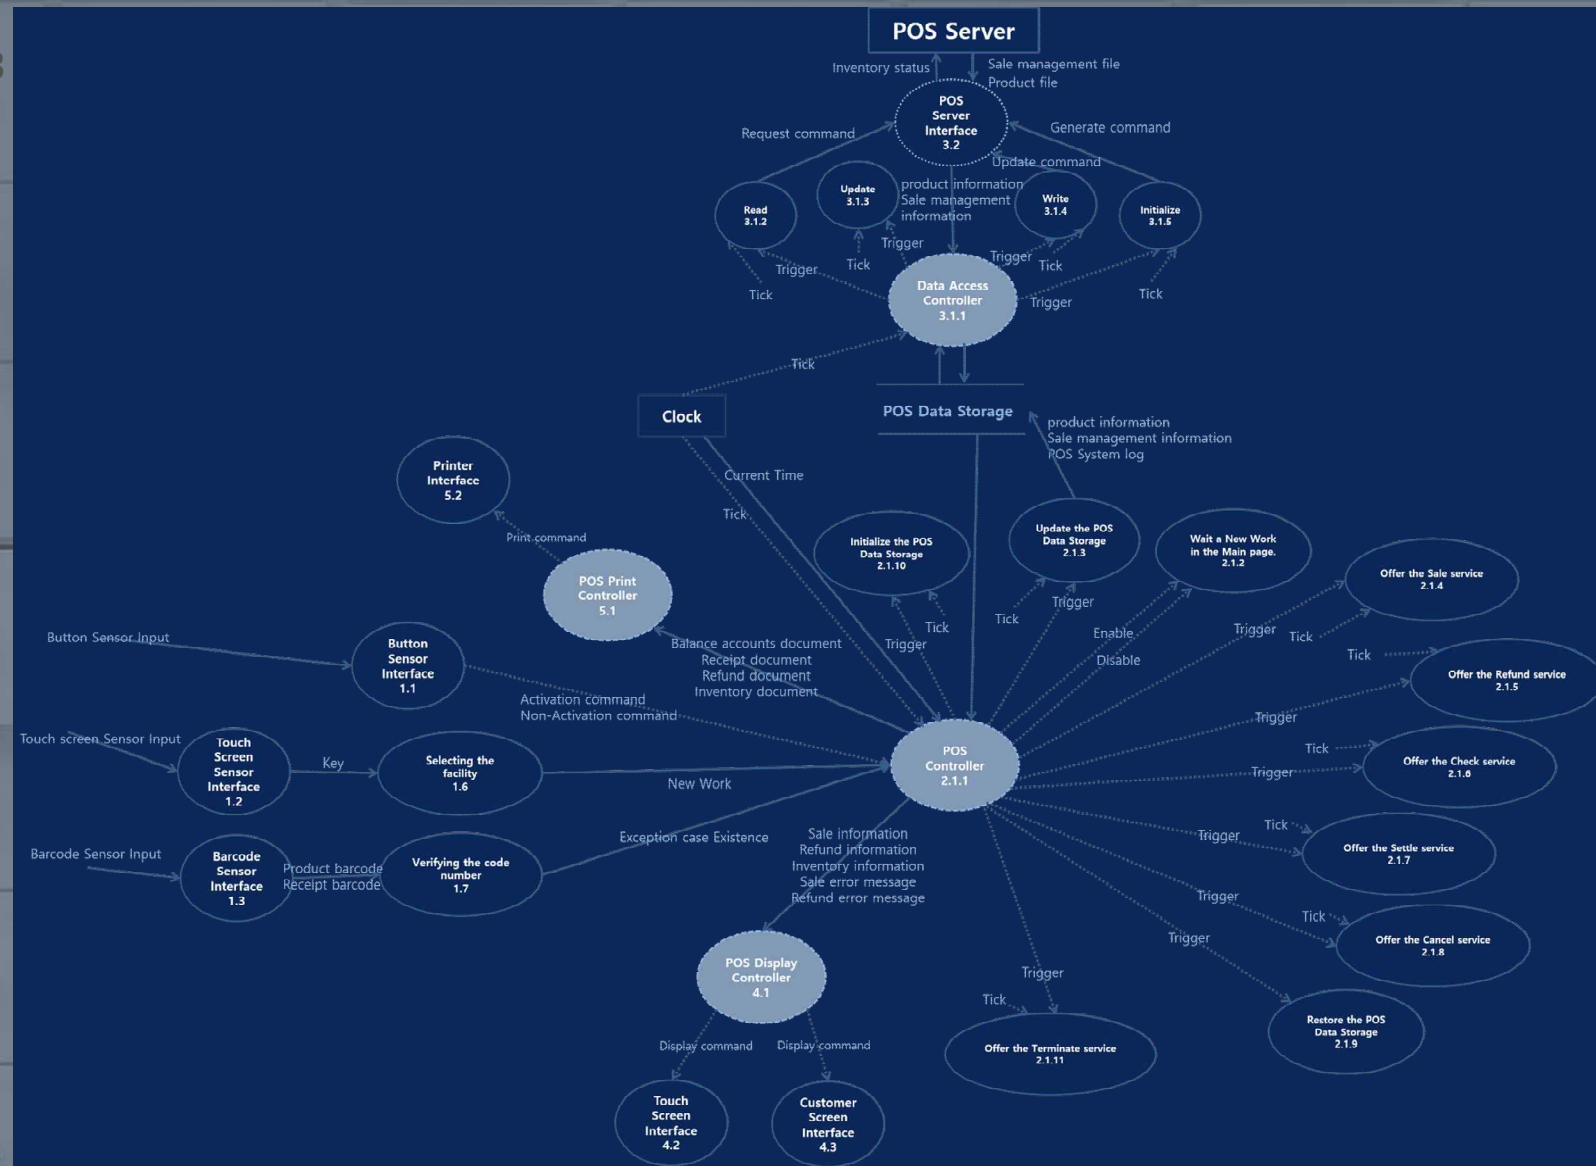 POS Server
Inventory status
Sale management file
Product file
POS
Server
Interface
3.2
Request command
Generate command
Update command
Read
3.1.2
Update
3.1.3
product information
Sale management
information
Write
3.1.4
Initialize
3.1.5
Trigger
Tick
Trigger
Tick
Trigger
Tick
Trigger
Tick
Data Access
Controller
3.1.1
Tick
Clock
POS Data Storage
product information
Sale management information
POS System log
Current Time
Tick
Printer
Interface
5.2
Print command
POS Print
Controller
5.1
Initialize the POS
Data Storage
2.1.10
Update the POS
Data Storage
2.1.3
Wait a New Work
in the Main page.
2.1.2
Offer the Sale service
2.1.4
Trigger
Tick
Tick
Trigger
Enable
Disable
Trigger
Tick
Button Sensor Input
Button
Sensor
Interface
1.1
Balance accounts document
Receipt document
Refund document
Inventory document
Activation command
Non-Activation command
Tick
Offer the Refund service
2.1.5
Trigger
Touch screen Sensor Input
Touch
Screen
Sensor
Interface
1.2
Key
Selecting the
facility
1.6
New Work
POS
Controller
2.1.1
Tick
Trigger
Offer the Check service
2.1.6
Barcode Sensor Input
Barcode
Sensor
Interface
1.3
Product barcode
Receipt barcode
Verifying the code
number
1.7
Exception case Existence
Sale information
Refund information
Inventory information
Sale error message
Refund error message
Tick
Trigger
Offer the Settle service
2.1.7
Trigger
Tick
Offer the Cancel service
2.1.8
Trigger
POS Display
Controller
4.1
Trigger
Tick
Offer the Terminate service
2.1.11
Restore the POS
Data Storage
2.1.9
Display command
Display command
Touch
Screen
Interface
4.2
Customer
Screen
Interface
4.3